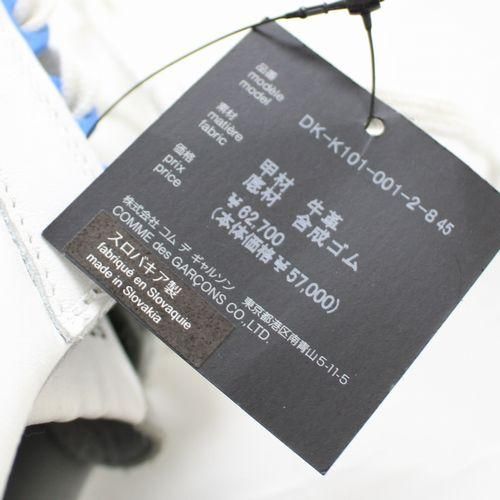 品番
modèle
model
DK-K101-001-2-8 45
素材
matière
fabric
甲材 牛革
底材 合成ゴム
価格
prix
price
¥62,700
(本体価格¥57,000)
株式会社 コム デ ギャルソン
COMME des GARÇONS CO.,LTD.
東京都港区南青山5-11-5
スロバキア製
fabriqué en Slovaquie
made in Slovakia